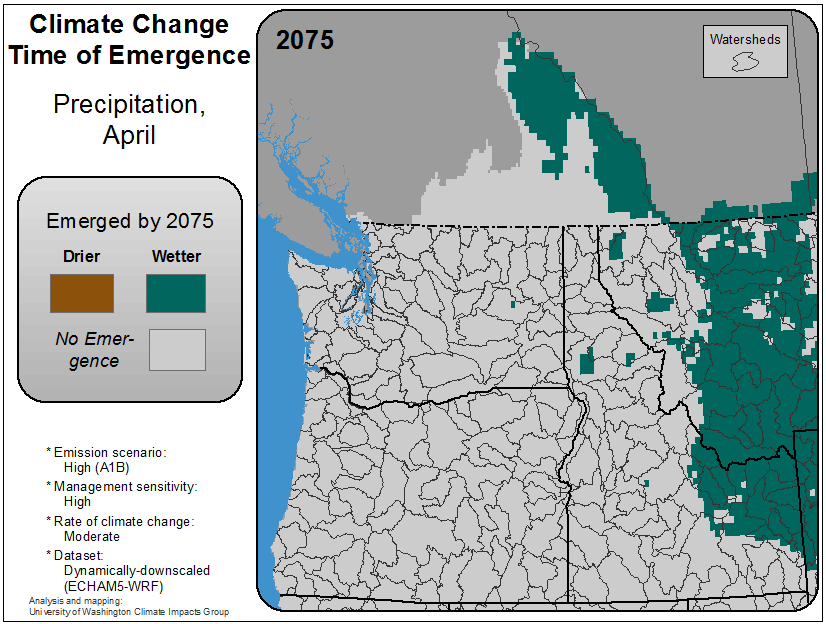 Climate Change
Time of Emergence
Precipitation,
April
Emerged by 2075
Drier Wetter
No Emer-
gence
* Emission scenario:
High (A1B)
* Management sensitivity:
High
* Rate of climate change:
Moderate
* Dataset:
Dynamically-downscaled
(ECHAM5-WRF)
Analysis and mapping:
University of Washington Climate Impacts Group
2075
Watersheds